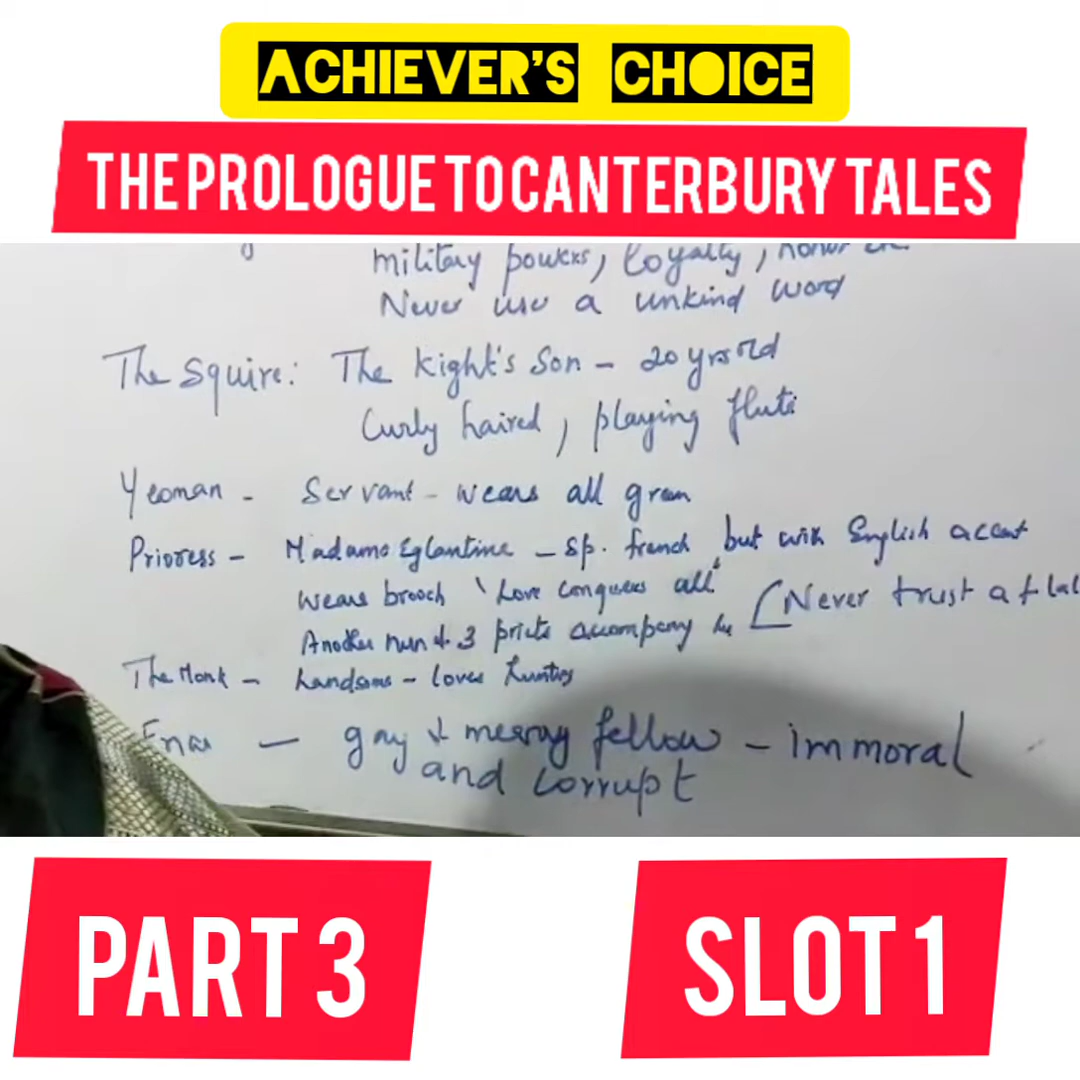 ACHIEVER'S CHOICE
THE PROLOGUE TO CANTERBURY TALES
military powers, loyalty, honor
Never use a unkind word
The Squire: The Kight's Son - 20 yrs old
Curly haired, playing flute
Yeoman - Servant - wears all green
Prioress - Madame Eglantine - Sp. french but with English accent
wears brooch 'Love conquers all'
Another nun & 3 priests accompany her [Never trust a
The Monk - handsome - loves hunting
gay & merray fellow - immoral
and corrupt
PART 3
SLOT 1